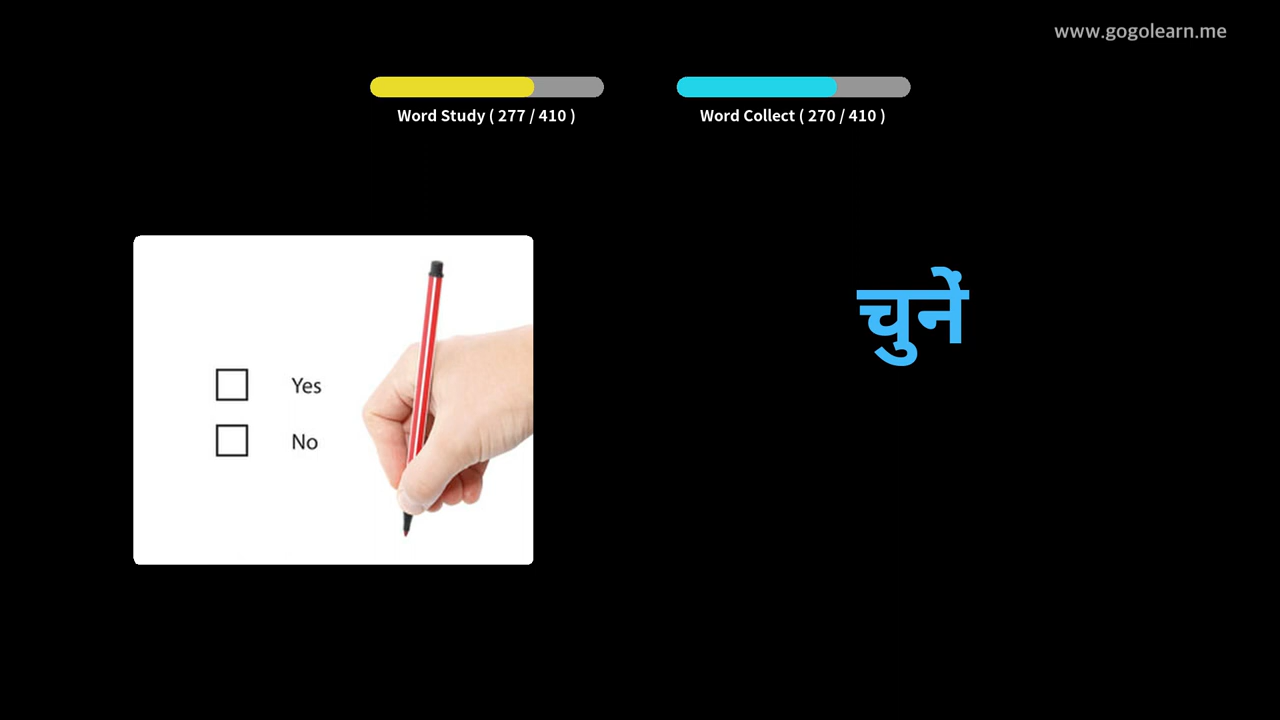 www.gogolearn.me
Word Study ( 277 / 410 )
Word Collect ( 270 / 410 )
चुनें
Yes
No